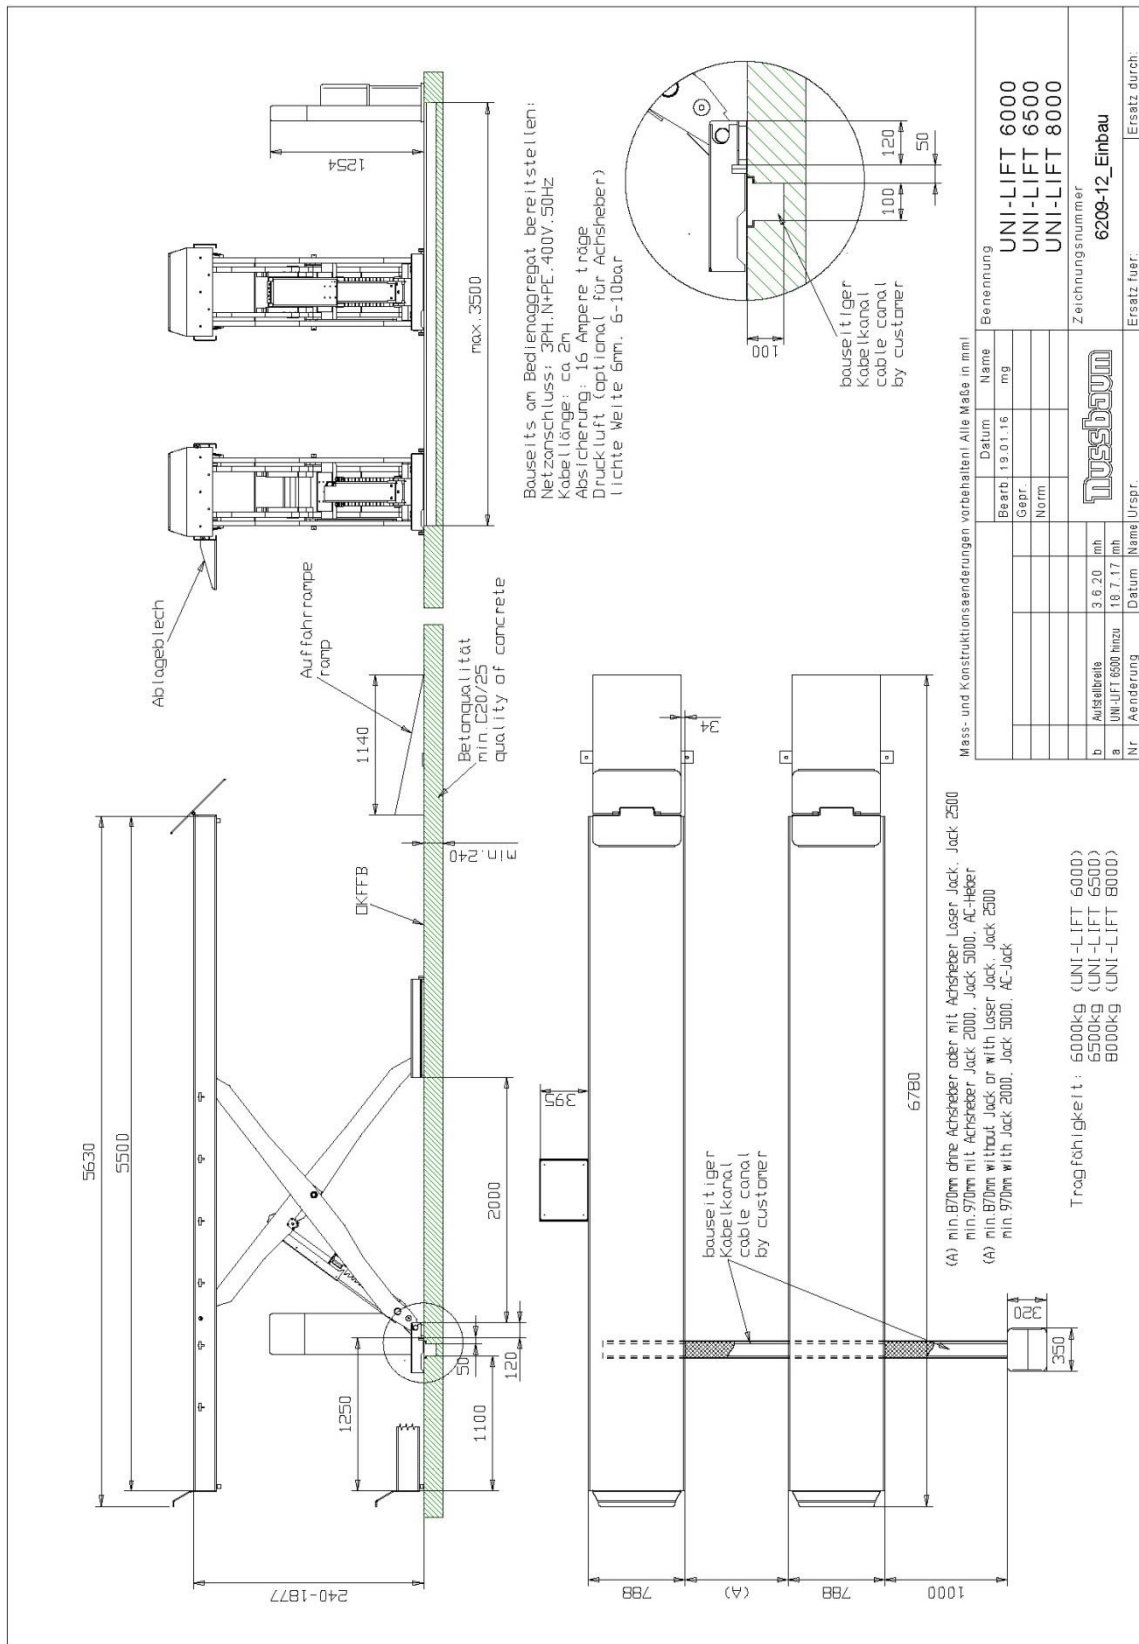 5630
5500
240-1877
1250
50
120
1100
2000
OKFFB
min.240
1140
Auffahrrampe
ramp
Betonqualität
min.C20/25
quality of concrete
Ablageblech
1254
max.3500
Bauseits am Bedienaggregat bereitstellen:
Netzanschluss: 3PH.N+PE.400V.50Hz
Kabellänge: ca 2m
Absicherung: 16 Ampere träge
Druckluft (optional für Achsheber)
lichte Weite 6mm. 6-10bar
100
bauseitiger
Kabelkanal
cable canal
by customer
100
120
50
395
788
(A)
788
1000
bauseitiger
Kabelkanal
cable canal
by customer
6780
34
350
320
(A) min.870mm ohne Achsheber oder mit Achsheber Laser Jack. Jack 2500
min.970mm mit Achsheber Jack 2000. Jack 5000. AC-Heber
(A) min.870mm without Jack or with Laser Jack. Jack 2500
min.970mm with Jack 2000. Jack 5000. AC-Jack
Tragfähigkeit: 6000kg (UNI-LIFT 6000)
6500kg (UNI-LIFT 6500)
8000kg (UNI-LIFT 8000)
Mass- und Konstruktionsaenderungen vorbehalten! Alle Maße in mm!
Datum Name
Bearb 19.01.16 mg
Gepr.
Norm
Benennung
UNI-LIFT 6000
UNI-LIFT 6500
UNI-LIFT 8000
Nussbaum
Zeichnungsnummer
6209-12_Einbau
b Aufstellbreite 3.6.20 mh
a UNI-LIFT 6500 hinzu 18.7.17 mh
Nr Aenderung Datum Name Urspr.
Ersatz fuer:
Ersatz durch: